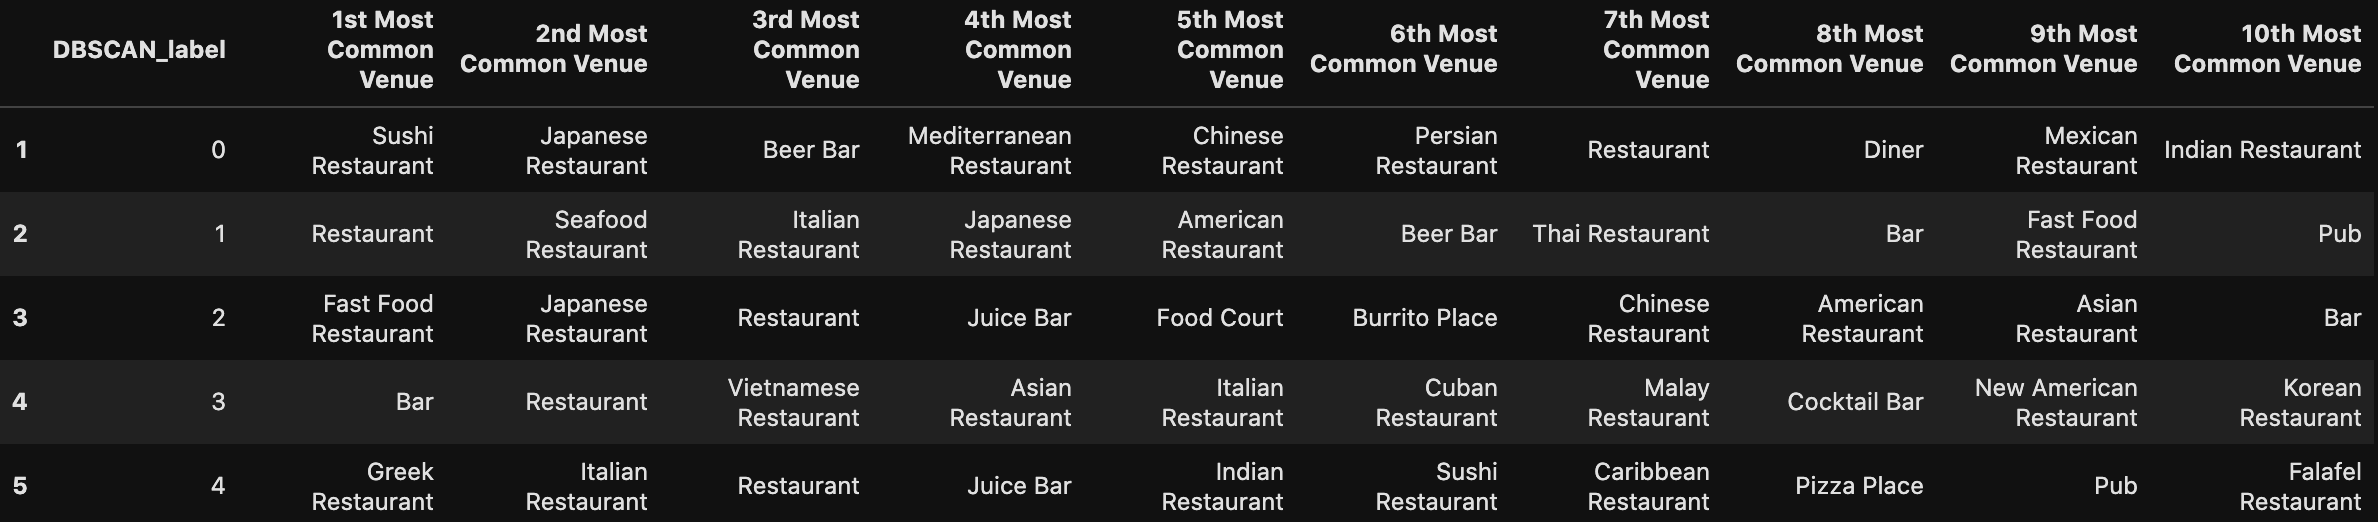 DBSCAN_label 1st Most Common Venue 2nd Most Common Venue 3rd Most Common Venue 4th Most Common Venue 5th Most Common Venue 6th Most Common Venue 7th Most Common Venue 8th Most Common Venue 9th Most Common Venue 10th Most Common Venue
1 0 Sushi Restaurant Japanese Restaurant Beer Bar Mediterranean Restaurant Chinese Restaurant Persian Restaurant Restaurant Diner Mexican Restaurant Indian Restaurant
2 1 Restaurant Seafood Restaurant Italian Restaurant Japanese Restaurant American Restaurant Beer Bar Thai Restaurant Bar Fast Food Restaurant Pub
3 2 Fast Food Restaurant Japanese Restaurant Restaurant Juice Bar Food Court Burrito Place Chinese Restaurant American Restaurant Asian Restaurant Bar
4 3 Bar Restaurant Vietnamese Restaurant Asian Restaurant Italian Restaurant Cuban Restaurant Malay Restaurant Cocktail Bar New American Restaurant Korean Restaurant
5 4 Greek Restaurant Italian Restaurant Restaurant Juice Bar Indian Restaurant Sushi Restaurant Caribbean Restaurant Pizza Place Pub Falafel Restaurant